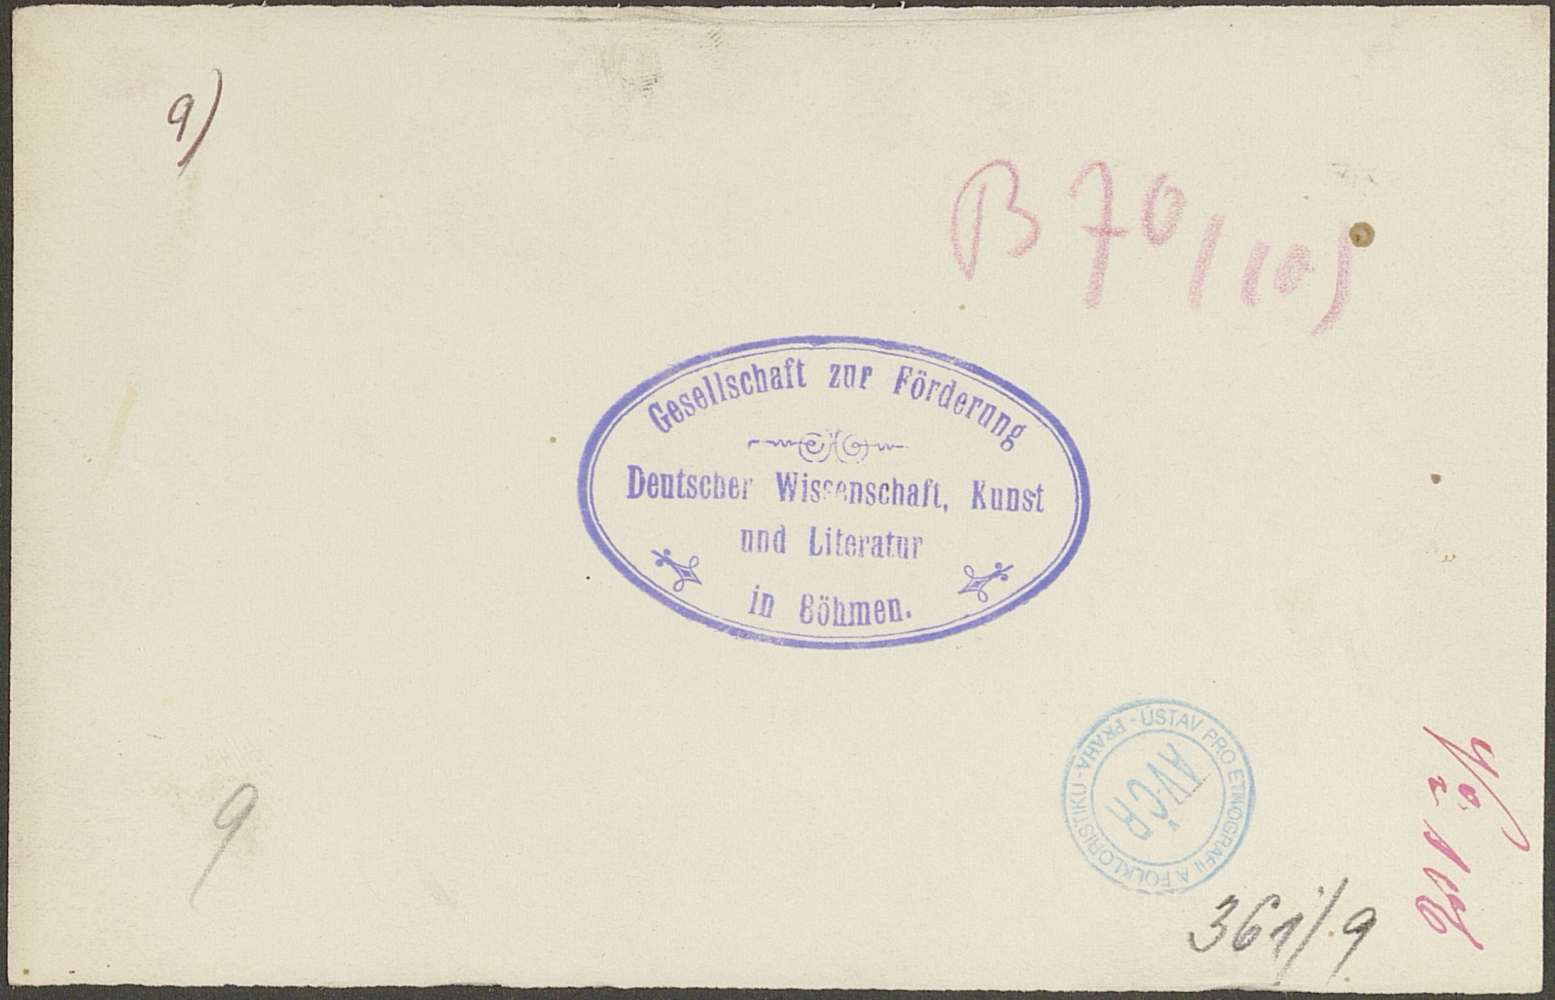 9)
B 70/105
Gesellschaft zur Förderung
Deutscher Wissenschaft, Kunst
und Literatur
in Böhmen.
PRAHA - ÚSTAV PRO ETNOGRAFII A FOLKLORISTIKU -
AV ČR
9
361/9